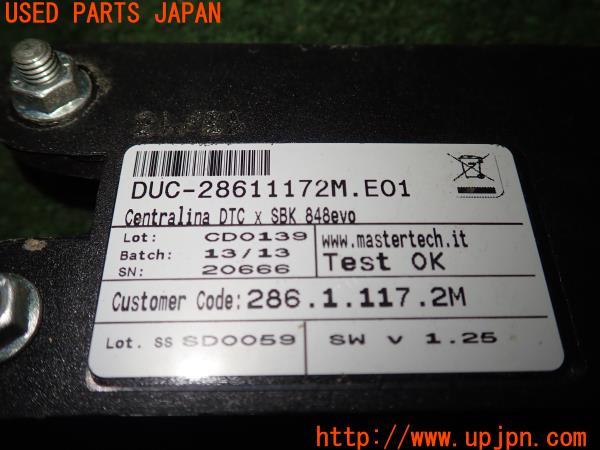 USED PARTS JAPAN
DUC-28611172M.E01
Centralina DTC x SBK 848evo
Lot: CD0139
Batch: 13/13
SN: 20666
www.mastertech.it
Test OK
Customer Code: 286.1.117.2M
Lot. SS SD0059
SW v 1.25
http://www.upjpn.com/